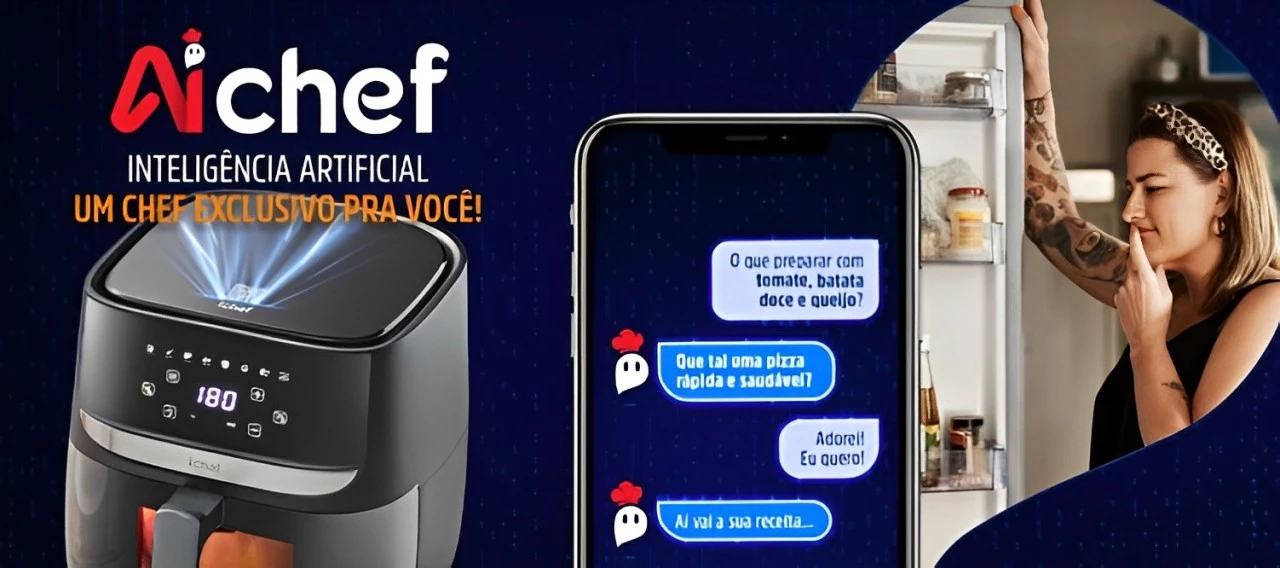 Aichef
INTELIGÊNCIA ARTIFICIAL
UM CHEF EXCLUSIVO PRA VOCÊ!
180
O que preparar com
tomate, batata
doce e queijo?
Que tal uma pizza
rápida e saudável?
Adorei!
Eu quero!
Aí vai a sua receita...